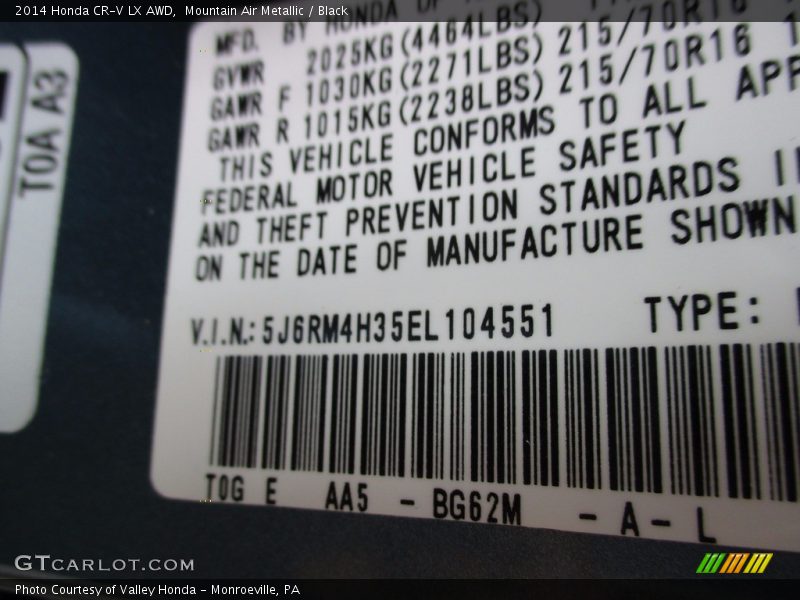 2014 Honda CR-V LX AWD, Mountain Air Metallic / Black
TOA A3
MFD. BY HONDA OF
GVWR 2025KG(4464LBS)
GAWR F 1030KG(2271LBS) 215/70R16
GAWR R 1015KG(2238LBS) 215/70R16
THIS VEHICLE CONFORMS TO ALL APP
FEDERAL MOTOR VEHICLE SAFETY
AND THEFT PREVENTION STANDARDS I
ON THE DATE OF MANUFACTURE SHOWN
V.I.N.: 5J6RM4H35EL104551 TYPE:
TOG E AA5 - BG62M - A - L
GTCARLOT.COM
Photo Courtesy of Valley Honda - Monroeville, PA